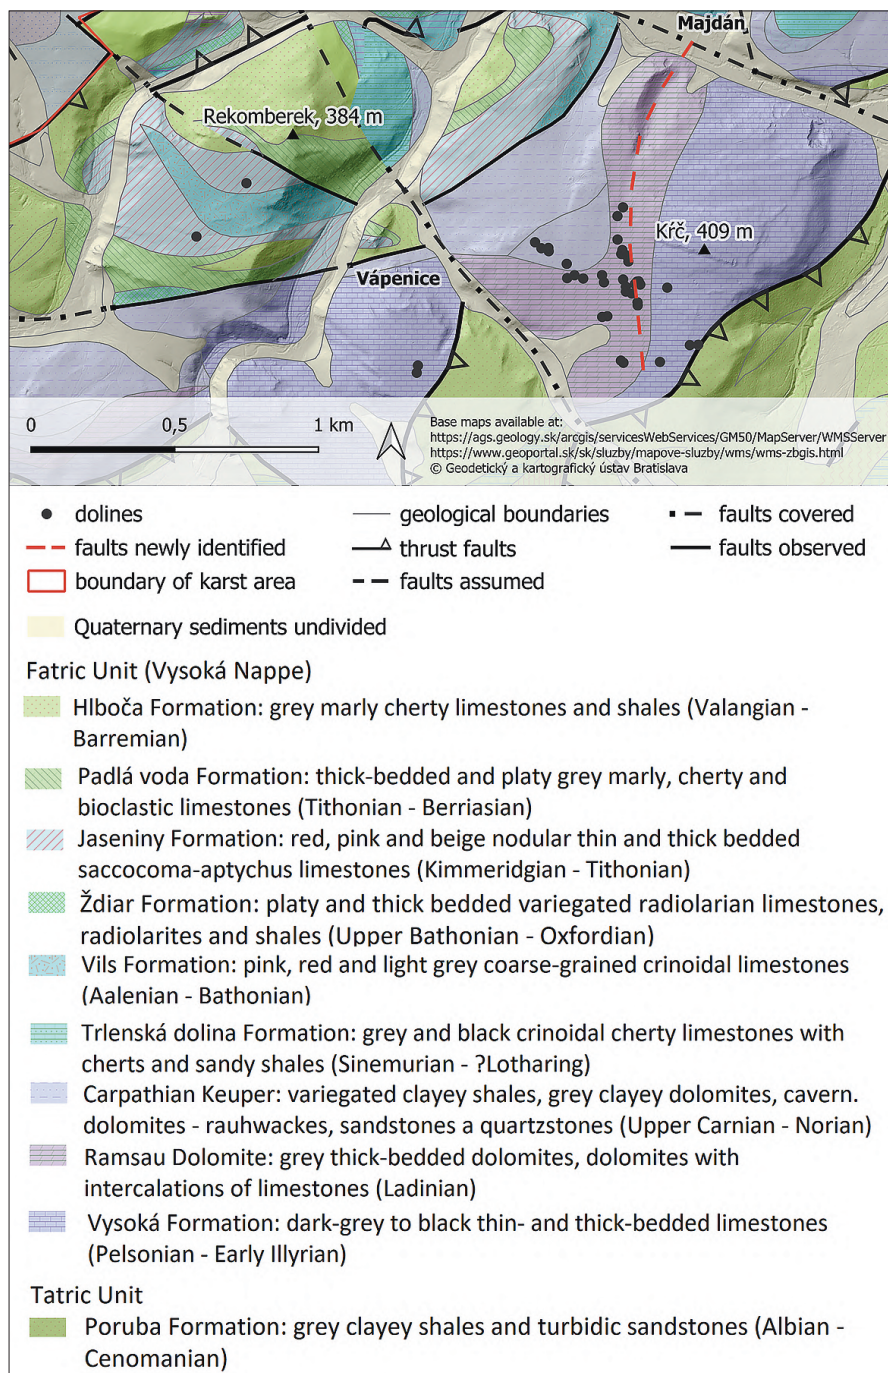 Majdán
Rekomberek, 384 m
Kŕč, 409 m
Vápenice
0 0,5 1 km
Base maps available at:
https://ags.geology.sk/arcgis/servicesWebServices/GM50/MapServer/WMSServer
https://www.geoportal.sk/sk/sluzby/mapove-sluzby/wms/wms-zbgis.html
© Geodetický a kartografický ústav Bratislava
dolines
geological boundaries
faults covered
faults newly identified
thrust faults
faults observed
boundary of karst area
faults assumed
Quaternary sediments undivided
Fatric Unit (Vysoká Nappe)
Hlboča Formation: grey marly cherty limestones and shales (Valangian -
Barremian)
Padlá voda Formation: thick-bedded and platy grey marly, cherty and
bioclastic limestones (Tithonian - Berriasian)
Jaseniny Formation: red, pink and beige nodular thin and thick bedded
saccocoma-aptychus limestones (Kimmeridgian - Tithonian)
Ždiar Formation: platy and thick bedded variegated radiolarian limestones,
radiolarites and shales (Upper Bathonian - Oxfordian)
Vils Formation: pink, red and light grey coarse-grained crinoidal limestones
(Aalenian - Bathonian)
Trlenská dolina Formation: grey and black crinoidal cherty limestones with
cherts and sandy shales (Sinemurian - ?Lotharing)
Carpathian Keuper: variegated clayey shales, grey clayey dolomites, cavern.
dolomites - rauhwackes, sandstones a quartzstones (Upper Carnian - Norian)
Ramsau Dolomite: grey thick-bedded dolomites, dolomites with
intercalations of limestones (Ladinian)
Vysoká Formation: dark-grey to black thin- and thick-bedded limestones
(Pelsonian - Early Illyrian)
Tatric Unit
Poruba Formation: grey clayey shales and turbidic sandstones (Albian -
Cenomanian)